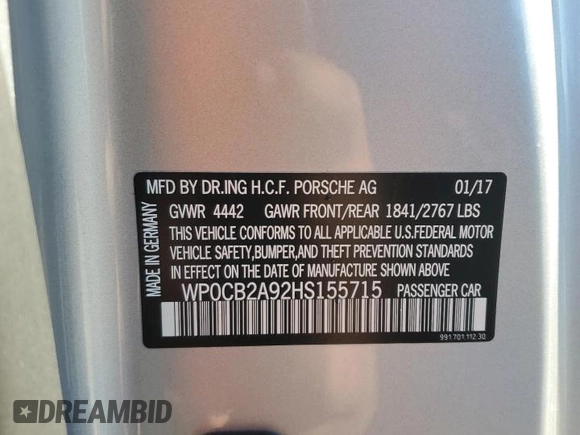 MFD BY DR.ING H.C.F. PORSCHE AG 01/17
GVWR 4442 GAWR FRONT/REAR 1841/2767 LBS
THIS VEHICLE CONFORMS TO ALL APPLICABLE U.S.FEDERAL MOTOR
VEHICLE SAFETY,BUMPER,AND THEFT PREVENTION STANDARDS
IN EFFECT ON THE DATE OF MANUFACTURE SHOWN ABOVE.
WP0CB2A92HS155715 PASSENGER CAR
MADE IN GERMANY
991 701 112 30
DREAMBID